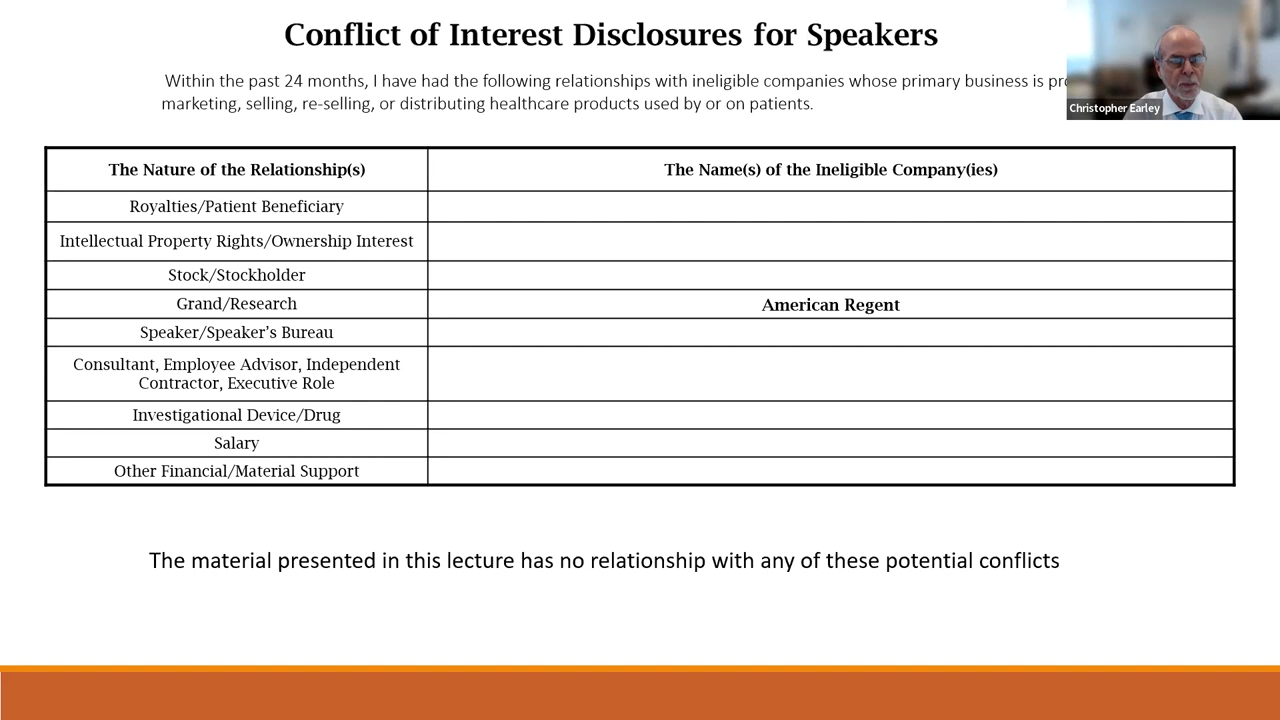 Conflict of Interest Disclosures for Speakers
Within the past 24 months, I have had the following relationships with ineligible companies whose primary business is
marketing, selling, re-selling, or distributing healthcare products used by or on patients.
Christopher Earley
The Nature of the Relationship(s)
The Name(s) of the Ineligible Company(ies)
Royalties/Patient Beneficiary
Intellectual Property Rights/Ownership Interest
Stock/Stockholder
Grand/Research
American Regent
Speaker/Speaker's Bureau
Consultant, Employee Advisor, Independent
Contractor, Executive Role
Investigational Device/Drug
Salary
Other Financial/Material Support
The material presented in this lecture has no relationship with any of these potential conflicts